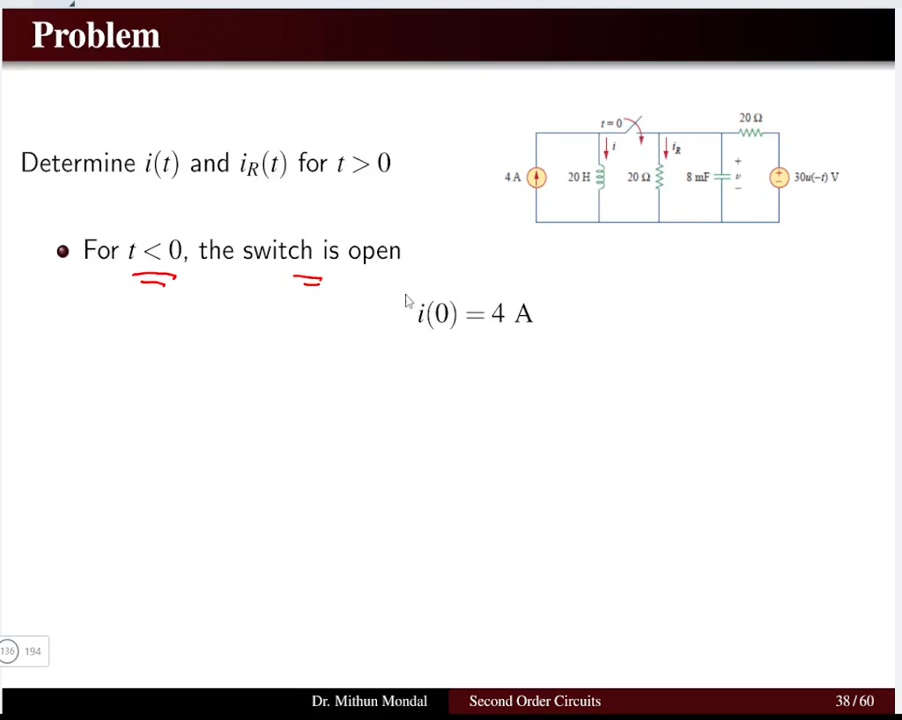 Problem
Determine i(t) and i_R(t) for t > 0
t=0
i
i_R
4 A
20 H
20 Ω
8 mF
+
v
−
20 Ω
+
−
30u(−t) V
For t < 0, the switch is open
i(0) = 4 A
136 194
Dr. Mithun Mondal Second Order Circuits 38 / 60